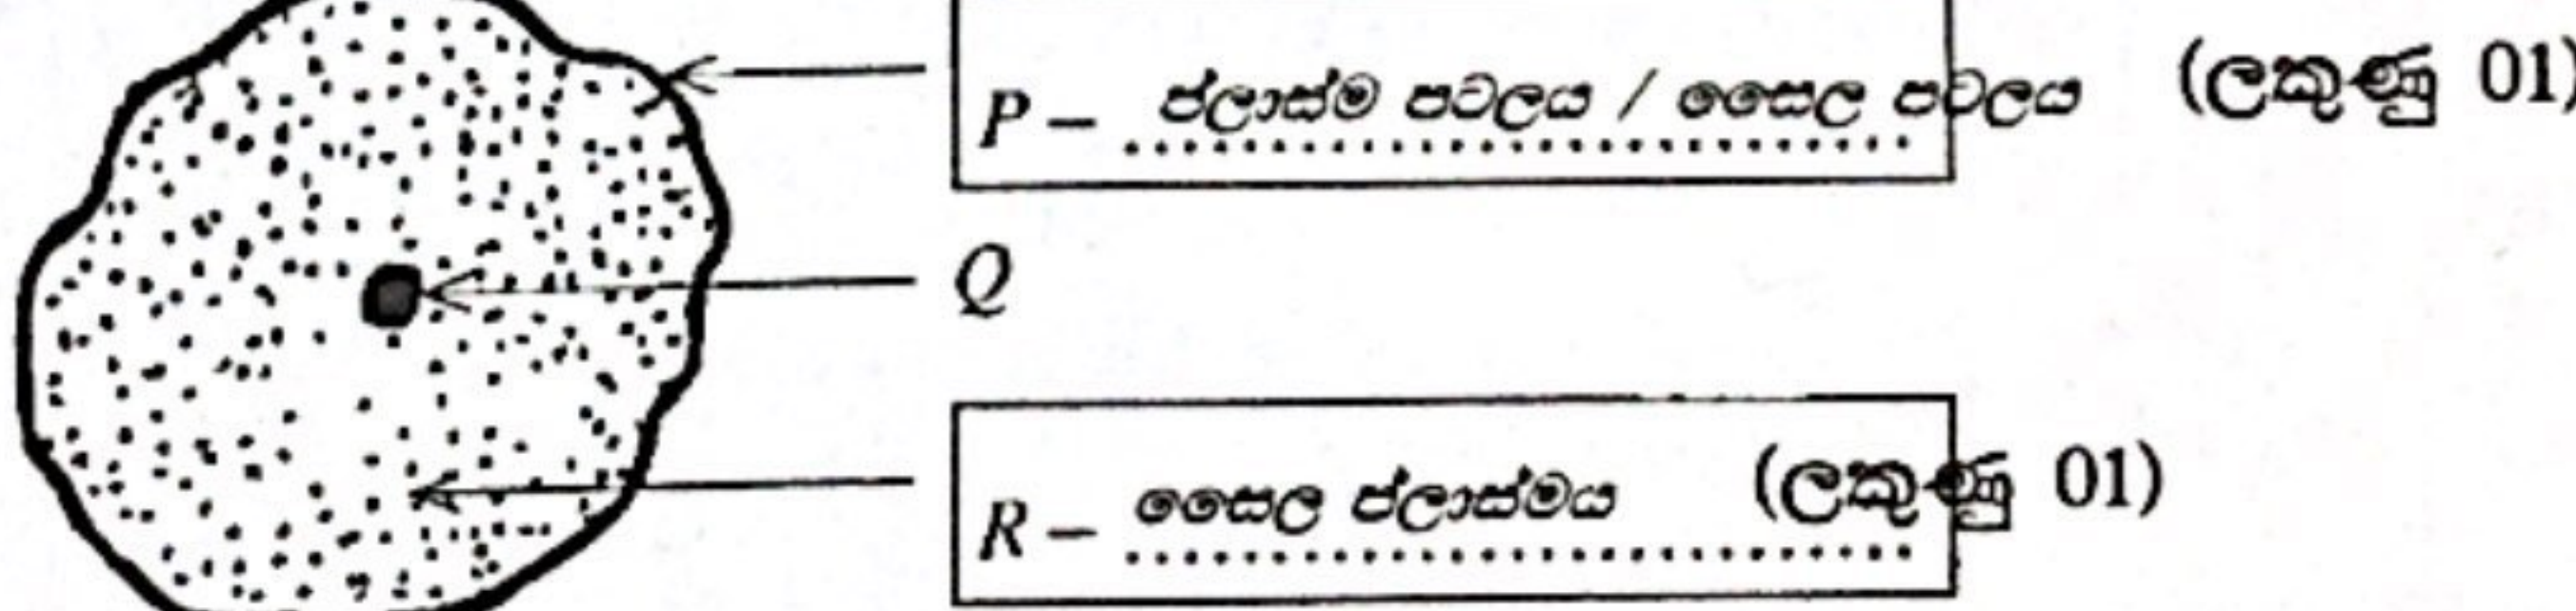 P – ප්ලාස්ම පටලය / සෛල පටලය (ලකුණු 01)
Q
R – සෛල ප්ලාස්මය (ලකුණු 01)